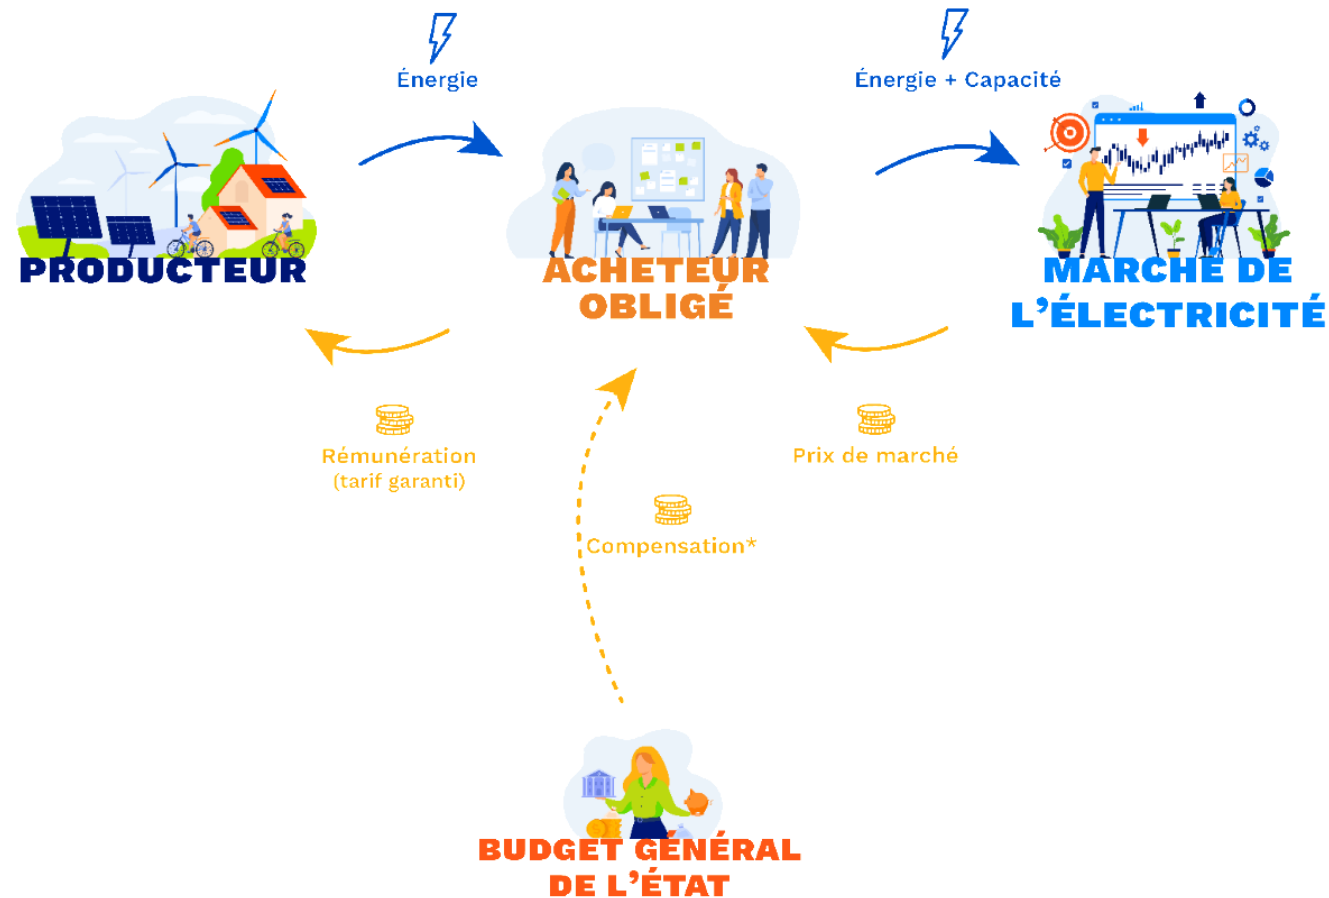 Énergie
Énergie + Capacité
PRODUCTEUR
ACHETEUR
OBLIGÉ
MARCHÉ DE
L’ÉLECTRICITÉ
Rémunération
(tarif garanti)
Prix de marché
Compensation*
BUDGET GÉNÉRAL
DE L’ÉTAT